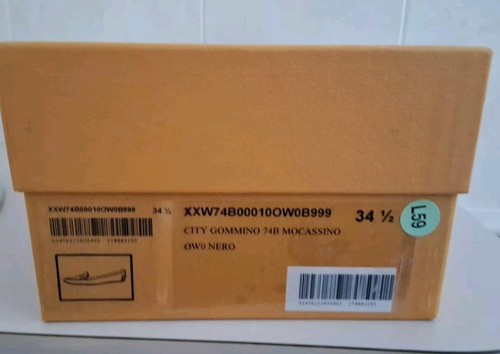 XXW74B00010OW0B999 34 ½
XXW74B00010OW0B999 34 ½
L59
CITY GOMMINO 74B MOCASSINO
OW0 NERO